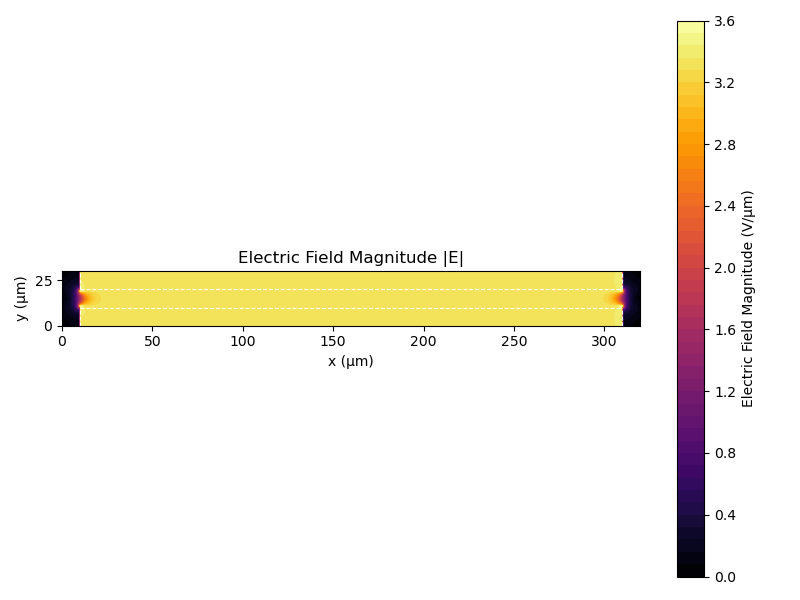 Electric Field Magnitude |E|
25
0
y (μm)
0 50 100 150 200 250 300
x (μm)
3.6
3.2
2.8
2.4
2.0
1.6
1.2
0.8
0.4
0.0
Electric Field Magnitude (V/μm)